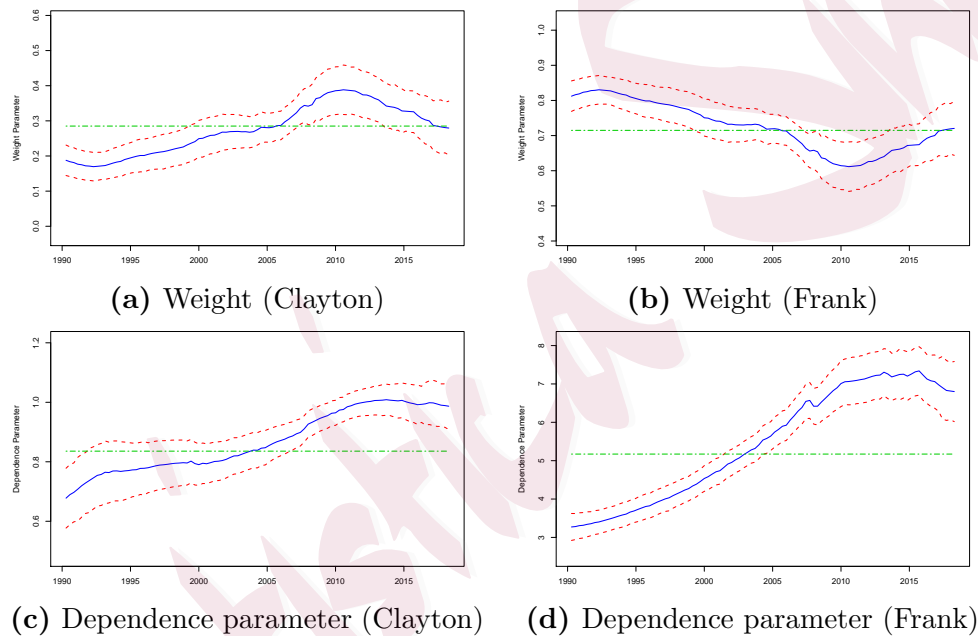 Weight Parameter
0.0 0.1 0.2 0.3 0.4 0.5 0.6
1990 1995 2000 2005 2010 2015
(a) Weight (Clayton)
Weight Parameter
0.4 0.5 0.6 0.7 0.8 0.9 1.0
1990 1995 2000 2005 2010 2015
(b) Weight (Frank)
Dependence Parameter
0.6 0.8 1.0 1.2
1990 1995 2000 2005 2010 2015
(c) Dependence parameter (Clayton)
Dependence Parameter
3 4 5 6 7 8
1990 1995 2000 2005 2010 2015
(d) Dependence parameter (Frank)